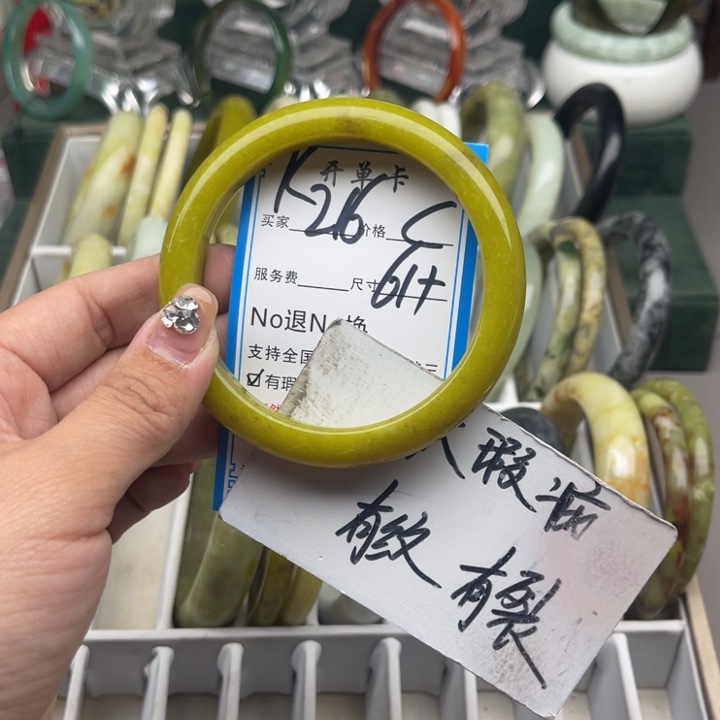 开单卡
K26 C
买家 价格
61+
服务费 尺寸
No退No换
支持全国
☑有瑕
瑕疵
有纹 有裂